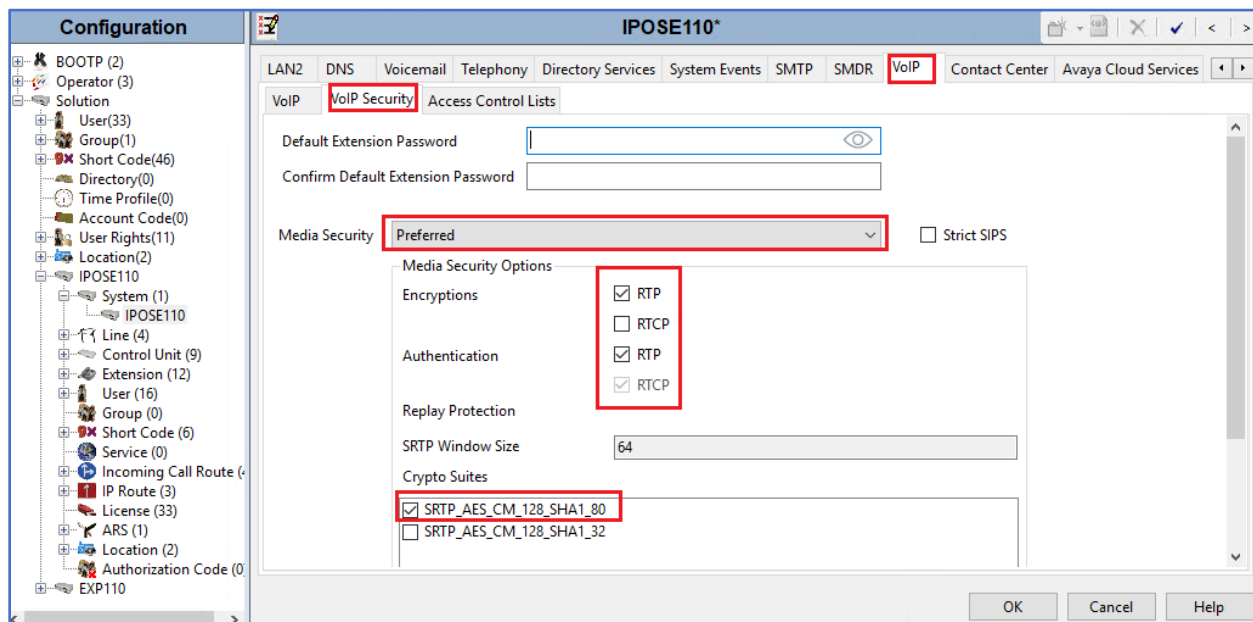 Configuration
BOOTP (2)
Operator (3)
Solution
User(33)
Group(1)
Short Code(46)
Directory(0)
Time Profile(0)
Account Code(0)
User Rights(11)
Location(2)
IPOSE110
System (1)
IPOSE110
Line (4)
Control Unit (9)
Extension (12)
User (16)
Group (0)
Short Code (6)
Service (0)
Incoming Call Route (
IP Route (3)
License (33)
ARS (1)
Location (2)
Authorization Code (0
EXP110
IPOSE110*
LAN2 DNS Voicemail Telephony Directory Services System Events SMTP SMDR VoIP Contact Center Avaya Cloud Services
VoIP VoIP Security Access Control Lists
Default Extension Password
Confirm Default Extension Password
Media Security Preferred Strict SIPS
Media Security Options
Encryptions RTP
RTCP
Authentication RTP
RTCP
Replay Protection
SRTP Window Size 64
Crypto Suites
SRTP_AES_CM_128_SHA1_80
SRTP_AES_CM_128_SHA1_32
OK Cancel Help